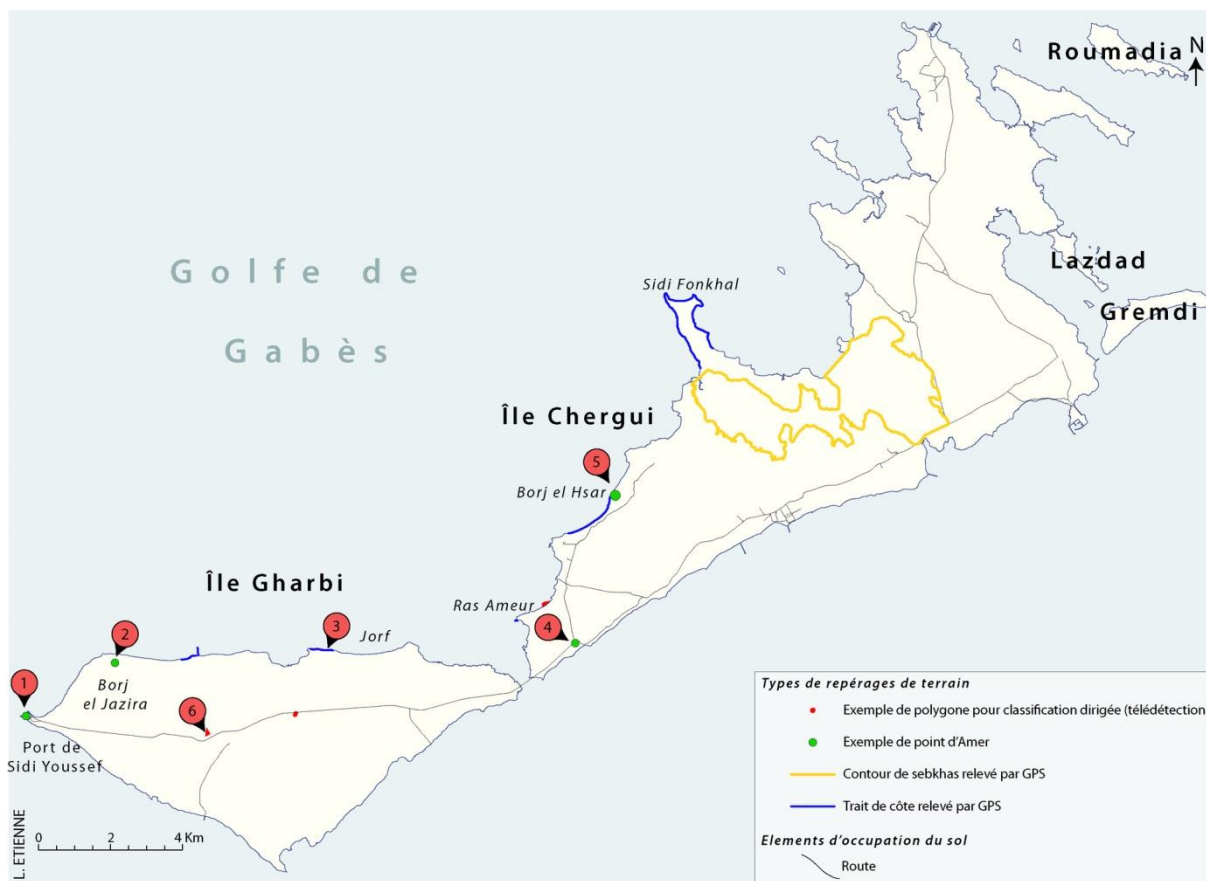 Roumadia
N
Golfe de
Gabès
Lazdad
Gremdi
Sidi Fonkhal
Île Chergui
5
Borj el Hsar
Île Gharbi
Ras Ameur
4
3
Jorf
2
Borj
el Jazira
1
6
Port de
Sidi Youssef
L. ETIENNE
0 2 4 Km
Types de repérages de terrain
Exemple de polygone pour classification dirigée (télédétection
Exemple de point d'Amer
Contour de sebkhas relevé par GPS
Trait de côte relevé par GPS
Elements d'occupation du sol
Route